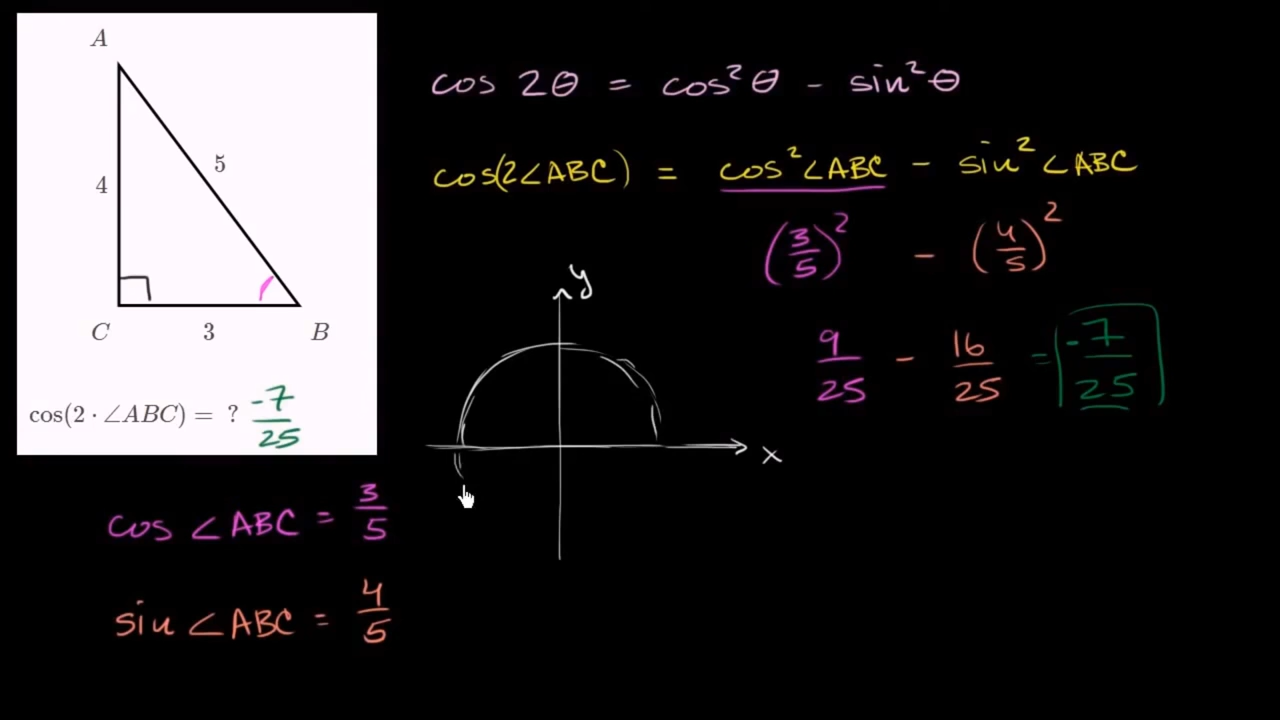 A
5
4
C
3
B
cos(2 · ∠ABC) = ? -7/25
cos ∠ABC = 3/5
sin ∠ABC = 4/5
cos 2θ = cos²θ - sin²θ
cos(2∠ABC) = cos²∠ABC - sin²∠ABC
(3/5)² - (4/5)²
9/25 - 16/25 = -7/25
y
x